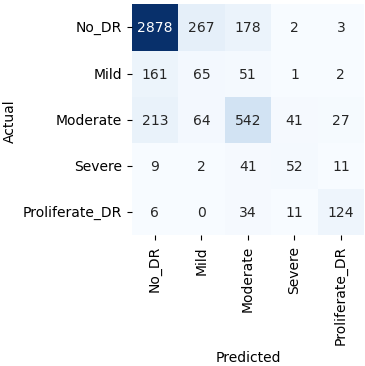 No_DR 2878 267 178 2 3
Mild 161 65 51 1 2
Moderate 213 64 542 41 27
Severe 9 2 41 52 11
Proliferate_DR 6 0 34 11 124
Actual
No_DR Mild Moderate Severe Proliferate_DR
Predicted